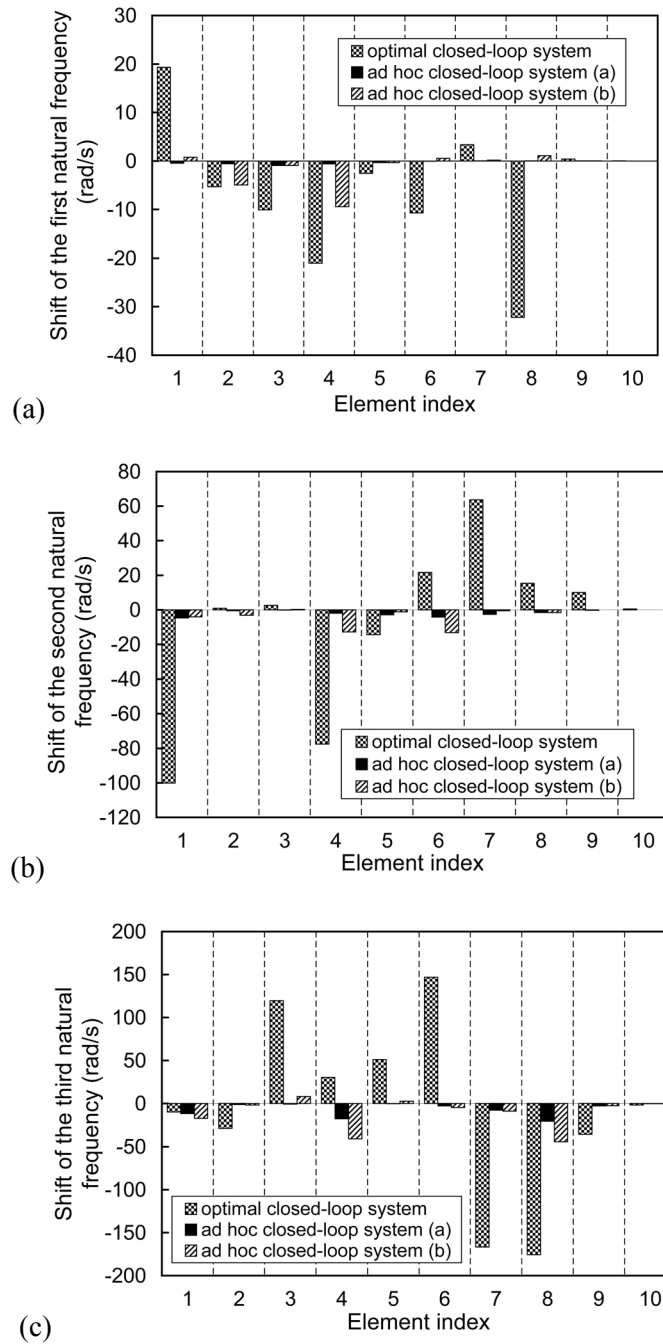 30
optimal closed-loop system
20
ad hoc closed-loop system (a)
ad hoc closed-loop system (b)
10
0
-10
-20
-30
-40
Shift of the first natural frequency
(rad/s)
1 2 3 4 5 6 7 8 9 10
Element index
(a)
80
60
40
20
0
-20
-40
-60
-80
-100
-120
Shift of the second natural
frequency (rad/s)
optimal closed-loop system
ad hoc closed-loop system (a)
ad hoc closed-loop system (b)
1 2 3 4 5 6 7 8 9 10
Element index
(b)
200
150
100
50
0
-50
-100
-150
-200
Shift of the third natural
frequency (rad/s)
optimal closed-loop system
ad hoc closed-loop system (a)
ad hoc closed-loop system (b)
1 2 3 4 5 6 7 8 9 10
Element index
(c)